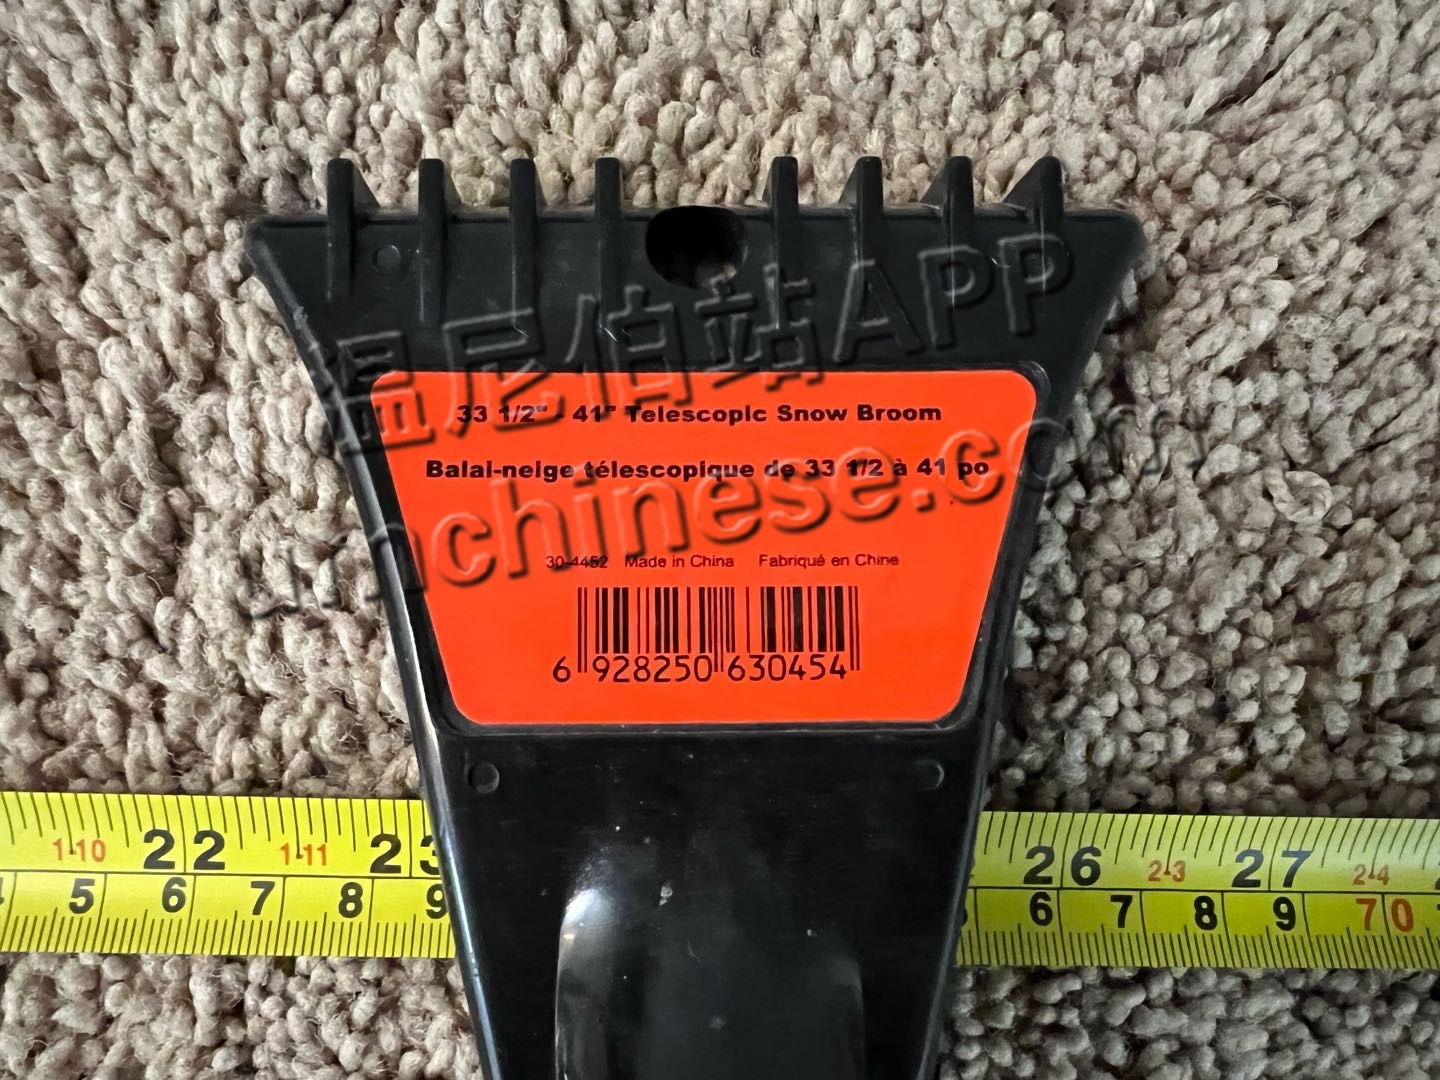 温尼伯站APP
33 1/2" - 41" Telescopic Snow Broom
Balai-neige télescopique de 33 1/2 à 41 po
umchinese.com
30-4452 Made in China Fabriqué en Chine
6 928250 630454
1-10 22 1-11 23 26 2-3 27 2-4
5 6 7 8 9 6 7 8 9 70